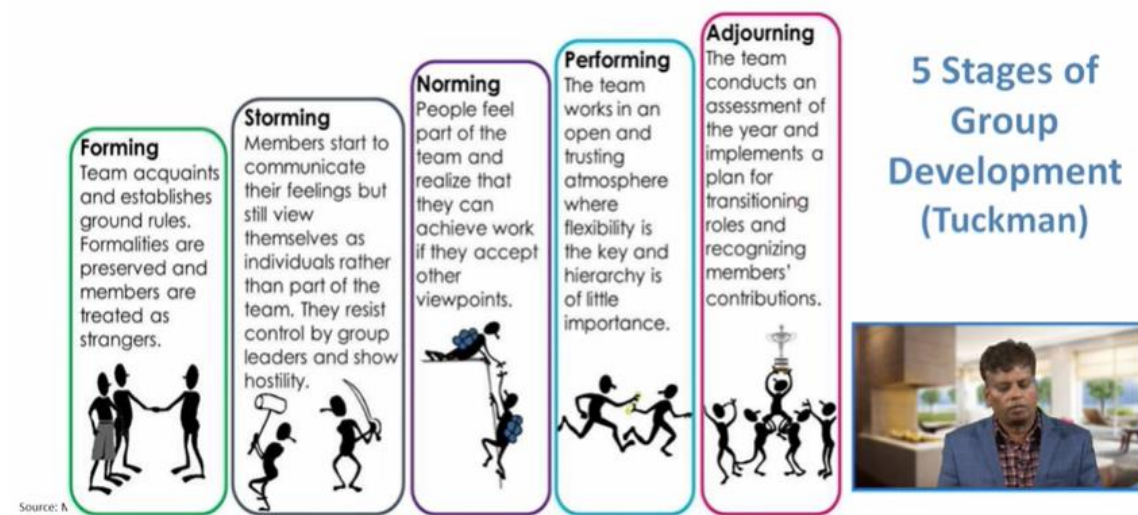 Forming
Team acquaints
and establishes
ground rules.
Formalities are
preserved and
members are
treated as
strangers.
Storming
Members start to
communicate
their feelings but
still view
themselves as
individuals rather
than part of the
team. They resist
control by group
leaders and show
hostility.
Norming
People feel
part of the
team and
realize that
they can
achieve work
if they accept
other
viewpoints.
Performing
The team
works in an
open and
trusting
atmosphere
where
flexibility is
the key and
hierarchy is
of little
importance.
Adjourning
The team
conducts an
assessment of
the year and
implements a
plan for
transitioning
roles and
recognizing
members'
contributions.
5 Stages of
Group
Development
(Tuckman)
Source: